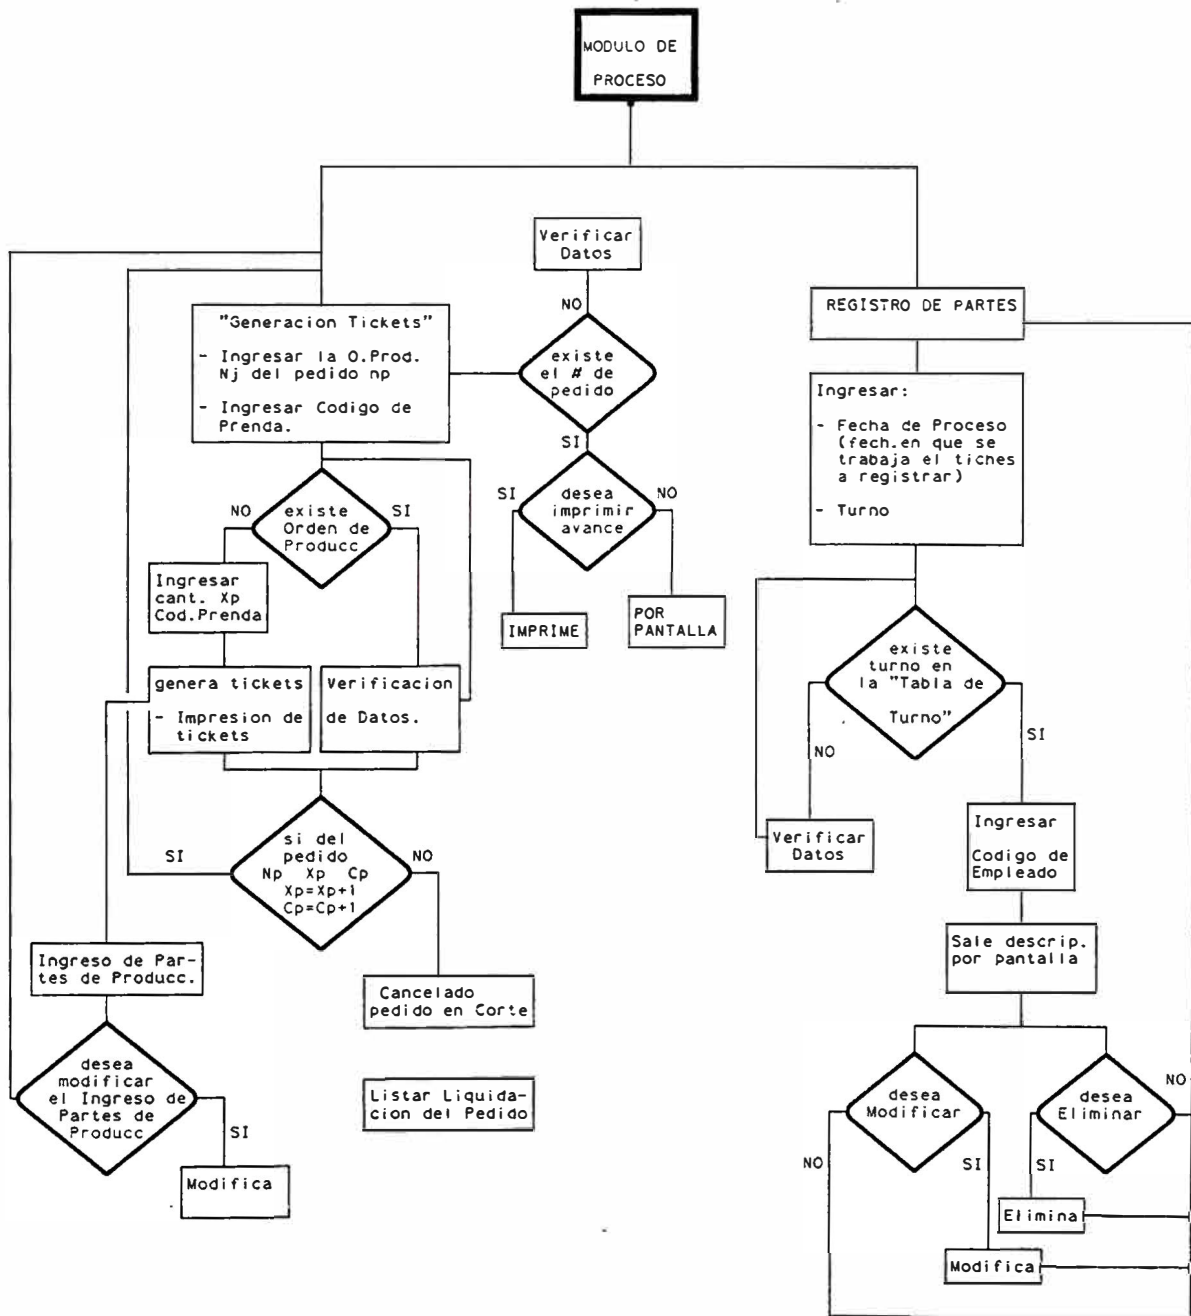 MODULO DE
PROCESO
Verificar
Datos
NO
"Generacion Tickets"
- Ingresar la O.Prod.
Nj del pedido np
- Ingresar Codigo de
Prenda.
existe
el # de
pedido
SI
SI
desea
imprimir
avance
NO
IMPRIME
POR
PANTALLA
NO
existe
Orden de
Producc
SI
Ingresar
cant. Xp
Cod.Prenda
genera tickets
- Impresion de
tickets
Verificacion
de Datos.
SI
si del
pedido
Np Xp Cp
Xp=Xp+1
Cp=Cp+1
NO
Ingreso de Par-
tes de Producc.
Cancelado
pedido en Corte
desea
modificar
el Ingreso de
Partes de
Producc
SI
Modifica
Listar Liquida-
cion del Pedido
REGISTRO DE PARTES
Ingresar:
- Fecha de Proceso
(fech.en que se
trabaja el tiches
a registrar)
- Turno
existe
turno en
la "Tabla de
Turno"
NO
SI
Verificar
Datos
Ingresar
Codigo de
Empleado
Sale descrip.
por pantalla
desea
Modificar
NO
SI
desea
Eliminar
NO
SI
Elimina
Modifica